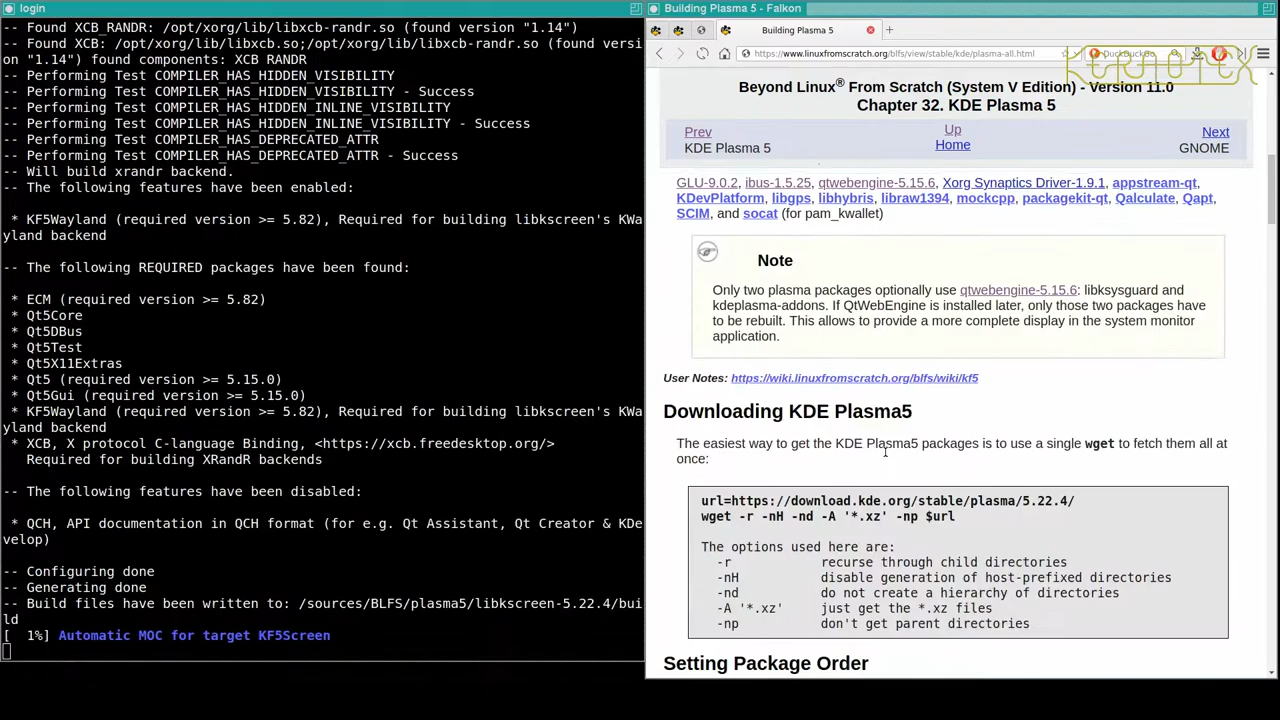 login
-- Found XCB_RANDR: /opt/xorg/lib/libxcb-randr.so (found version "1.14")
-- Found XCB: /opt/xorg/lib/libxcb.so;/opt/xorg/lib/libxcb-randr.so (found versi
on "1.14") found components: XCB RANDR
-- Performing Test COMPILER_HAS_HIDDEN_VISIBILITY
-- Performing Test COMPILER_HAS_HIDDEN_VISIBILITY - Success
-- Performing Test COMPILER_HAS_HIDDEN_INLINE_VISIBILITY
-- Performing Test COMPILER_HAS_HIDDEN_INLINE_VISIBILITY - Success
-- Performing Test COMPILER_HAS_DEPRECATED_ATTR
-- Performing Test COMPILER_HAS_DEPRECATED_ATTR - Success
-- Will build xrandr backend.
-- The following features have been enabled:
* KF5Wayland (required version >= 5.82), Required for building libkscreen's KWa
yland backend
-- The following REQUIRED packages have been found:
* ECM (required version >= 5.82)
* Qt5Core
* Qt5DBus
* Qt5Test
* Qt5X11Extras
* Qt5 (required version >= 5.15.0)
* Qt5Gui (required version >= 5.15.0)
* KF5Wayland (required version >= 5.82), Required for building libkscreen's KWa
yland backend
* XCB, X protocol C-language Binding, <https://xcb.freedesktop.org/>
Required for building XRandR backends
-- The following features have been disabled:
* QCH, API documentation in QCH format (for e.g. Qt Assistant, Qt Creator & KDe
velop)
-- Configuring done
-- Generating done
-- Build files have been written to: /sources/BLFS/plasma5/libkscreen-5.22.4/bui
ld
[  1%] Automatic MOC for target KF5Screen
Building Plasma 5 - Falkon
Building Plasma 5
https://www.linuxfromscratch.org/blfs/view/stable/kde/plasma-all.html
DuckDuckGo
Beyond Linux® From Scratch (System V Edition) - Version 11.0
Chapter 32. KDE Plasma 5
Prev
Up
Next
KDE Plasma 5
Home
GNOME
GLU-9.0.2, ibus-1.5.25, qtwebengine-5.15.6, Xorg Synaptics Driver-1.9.1, appstream-qt,
KDevPlatform, libgps, libhybris, libraw1394, mockcpp, packagekit-qt, Qalculate, Qapt,
SCIM, and socat (for pam_kwallet)
Note
Only two plasma packages optionally use qtwebengine-5.15.6: libksysguard and
kdeplasma-addons. If QtWebEngine is installed later, only those two packages have
to be rebuilt. This allows to provide a more complete display in the system monitor
application.
User Notes: https://wiki.linuxfromscratch.org/blfs/wiki/kf5
Downloading KDE Plasma5
The easiest way to get the KDE Plasma5 packages is to use a single wget to fetch them all at
once:
url=https://download.kde.org/stable/plasma/5.22.4/
wget -r -nH -nd -A '*.xz' -np $url
The options used here are:
-r recurse through child directories
-nH disable generation of host-prefixed directories
-nd do not create a hierarchy of directories
-A '*.xz' just get the *.xz files
-np don't get parent directories
Setting Package Order